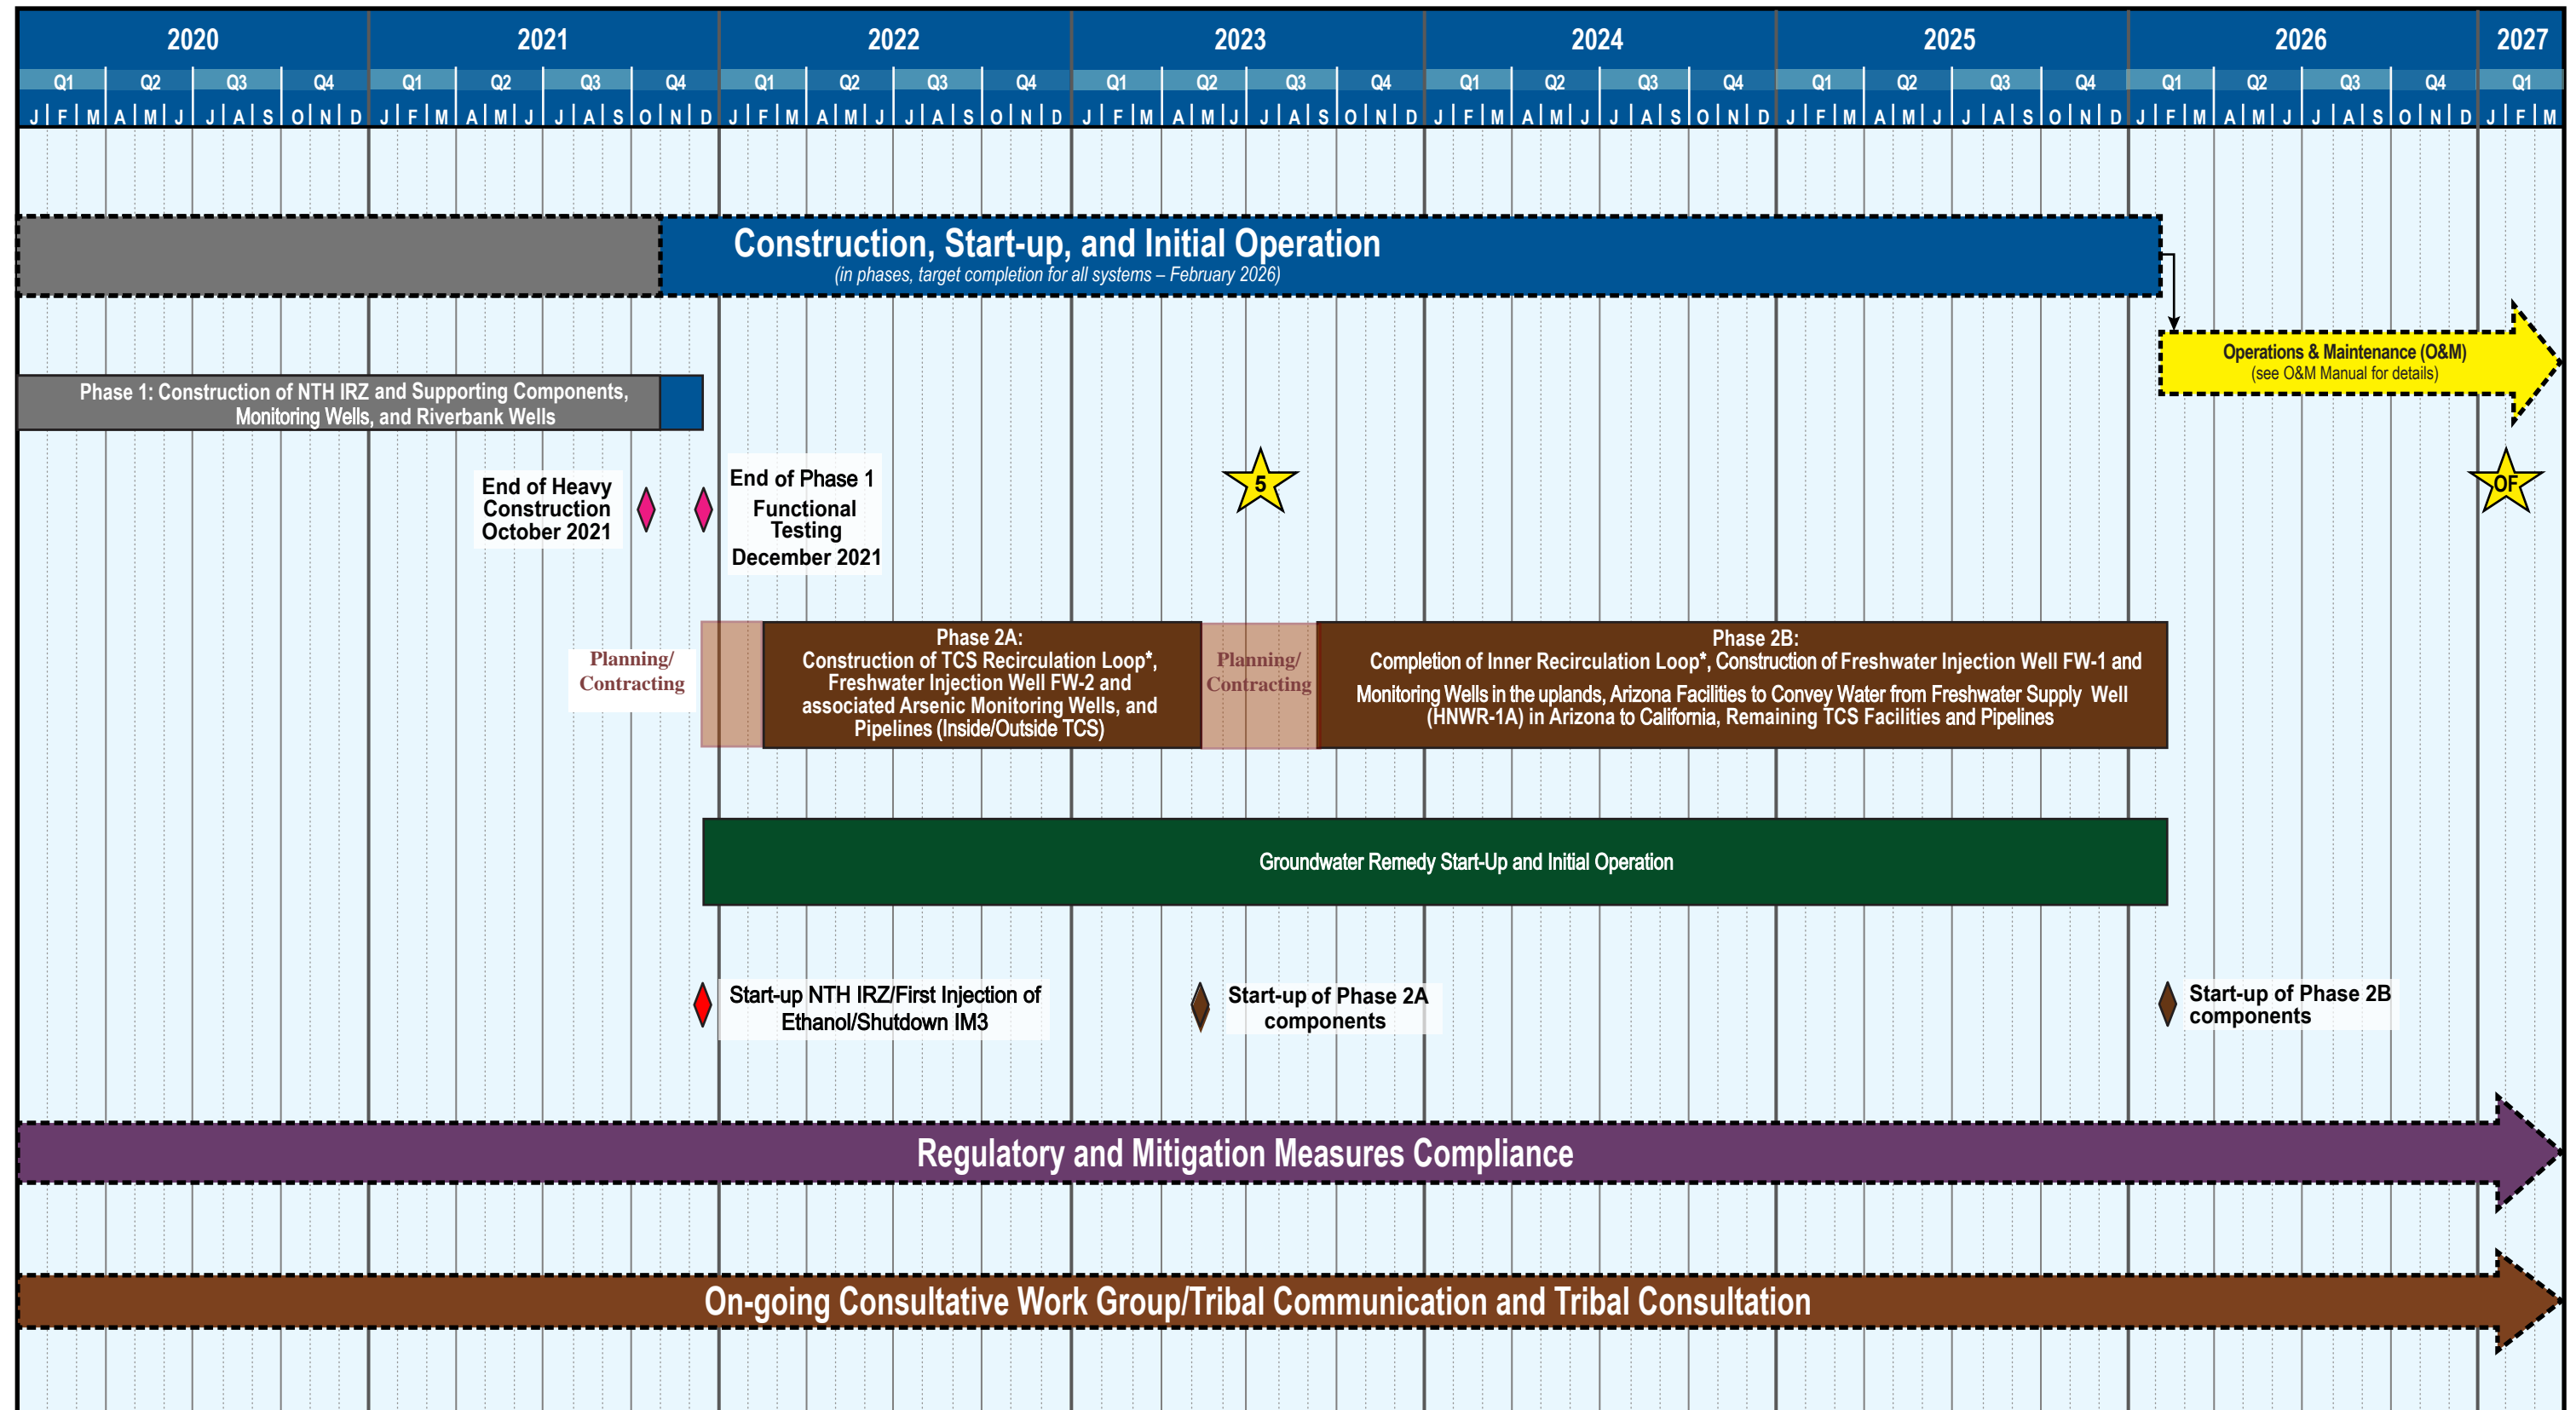 2020 2021 2022 2023 2024 2025 2026 2027
Q1 Q2 Q3 Q4 Q1 Q2 Q3 Q4 Q1 Q2 Q3 Q4 Q1 Q2 Q3 Q4 Q1 Q2 Q3 Q4 Q1 Q2 Q3 Q4 Q1 Q2 Q3 Q4 Q1
J F M A M J J A S O N D J F M A M J J A S O N D J F M A M J J A S O N D J F M A M J J A S O N D J F M A M J J A S O N D J F M A M J J A S O N D J F M A M J J A S O N D J F M
Construction, Start-up, and Initial Operation
(in phases, target completion for all systems – February 2026)
Operations & Maintenance (O&M)
(see O&M Manual for details)
Phase 1: Construction of NTH IRZ and Supporting Components,
Monitoring Wells, and Riverbank Wells
End of Heavy
Construction
October 2021
End of Phase 1
Functional
Testing
December 2021
5
OF
Planning/
Contracting
Phase 2A:
Construction of TCS Recirculation Loop*,
Freshwater Injection Well FW-2 and
associated Arsenic Monitoring Wells, and
Pipelines (Inside/Outside TCS)
Planning/
Contracting
Phase 2B:
Completion of Inner Recirculation Loop*, Construction of Freshwater Injection Well FW-1 and
Monitoring Wells in the uplands, Arizona Facilities to Convey Water from Freshwater Supply Well
(HNWR-1A) in Arizona to California, Remaining TCS Facilities and Pipelines
Groundwater Remedy Start-Up and Initial Operation
Start-up NTH IRZ/First Injection of
Ethanol/Shutdown IM3
Start-up of Phase 2A
components
Start-up of Phase 2B
components
Regulatory and Mitigation Measures Compliance
On-going Consultative Work Group/Tribal Communication and Tribal Consultation